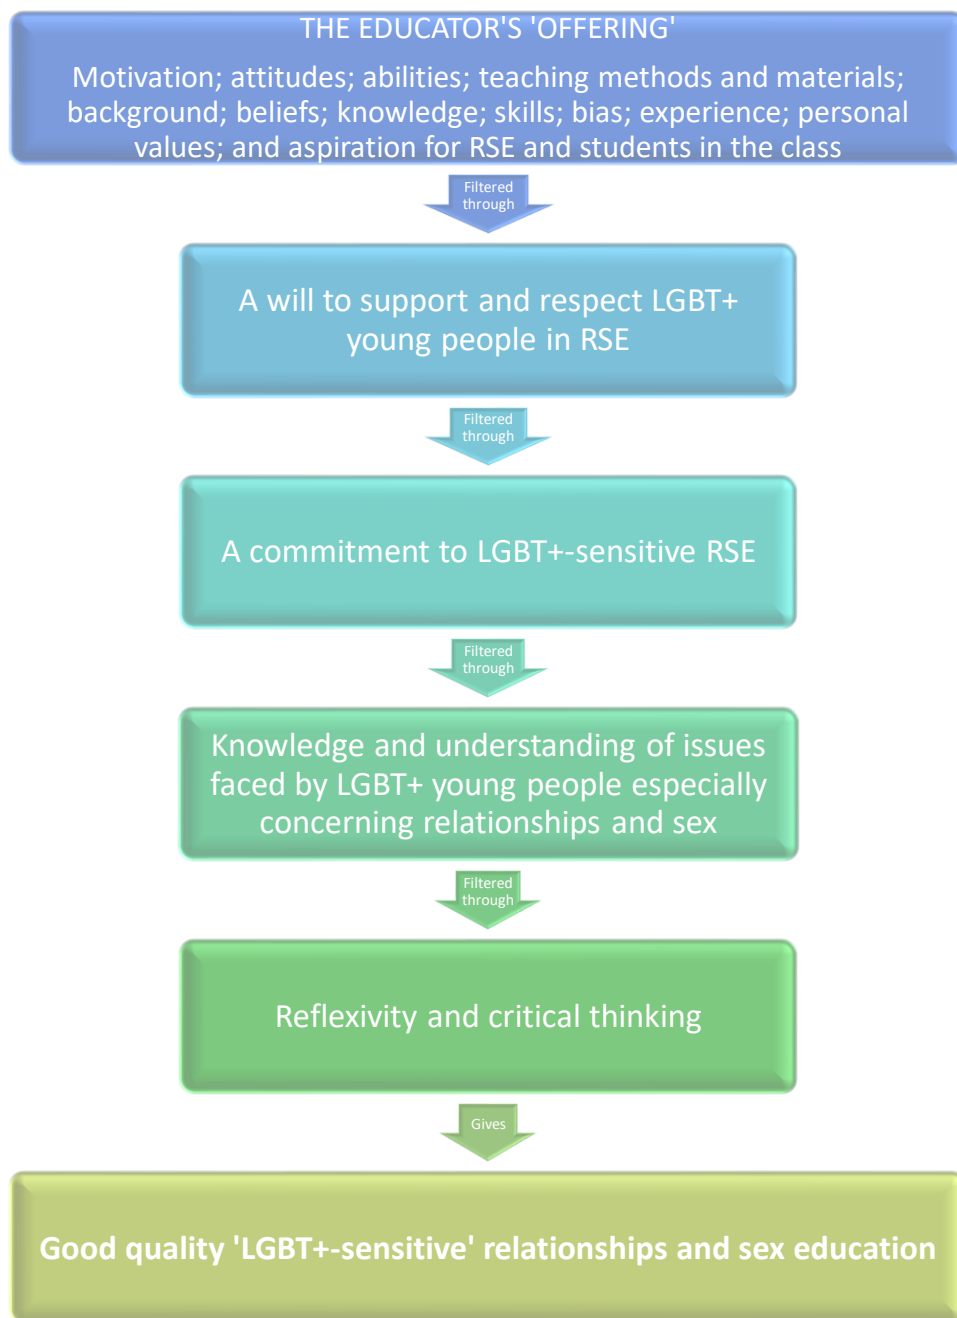 THE EDUCATOR'S 'OFFERING'
Motivation; attitudes; abilities; teaching methods and materials;
background; beliefs; knowledge; skills; bias; experience; personal
values; and aspiration for RSE and students in the class
Filtered
through
A will to support and respect LGBT+
young people in RSE
Filtered
through
A commitment to LGBT+-sensitive RSE
Filtered
through
Knowledge and understanding of issues
faced by LGBT+ young people especially
concerning relationships and sex
Filtered
through
Reflexivity and critical thinking
Gives
Good quality 'LGBT+-sensitive' relationships and sex education